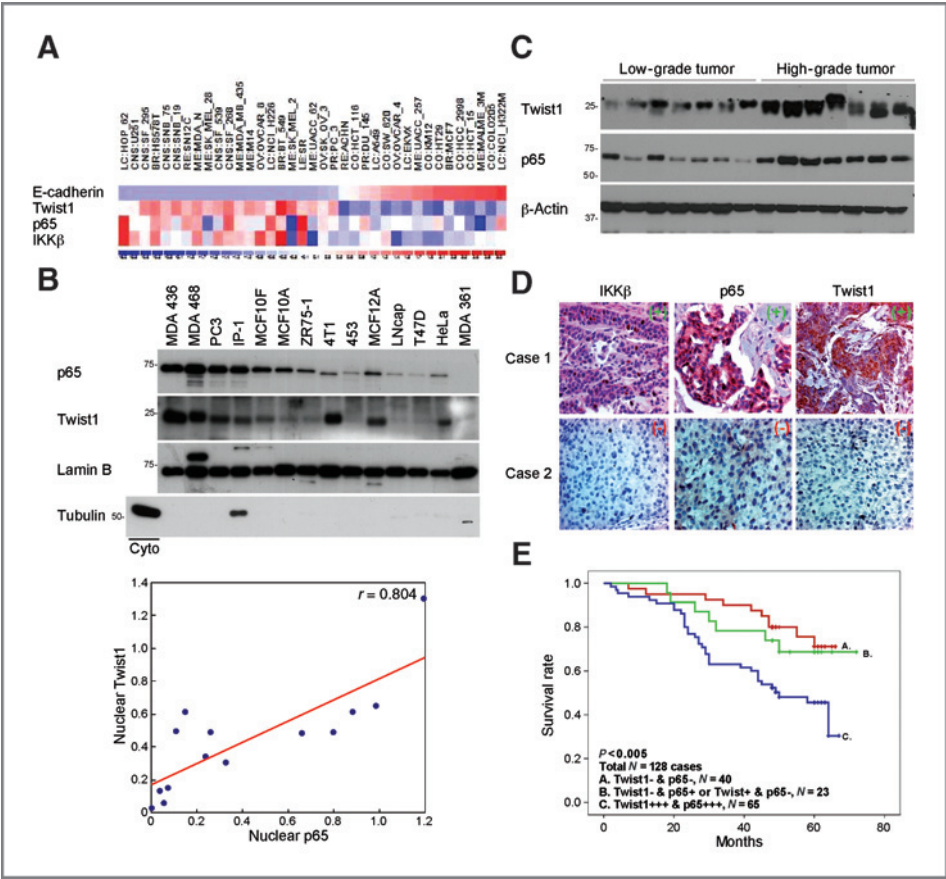 A
LC:HOP_62
CNS:U251
CNS:SF_295
BR:HS578T
CNS:SNB_75
CNS:SNB_19
RE:SN12C
ME:MDA_N
ME:SK_MEL_28
CNS:SF_539
CNS:SF_268
ME:MDA_MB_435
ME:M14
OV:OVCAR_8
LC:NCI_H226
BR:BT_549
ME:SK_MEL_2
LE:SR
ME:UACC_62
OV:SK_OV_3
PR:PC_3
RE:ACHN
CO:HCT_116
PR:DU_145
LC:A549
CO:SW_620
OV:OVCAR_4
LC:EKVX
ME:UACC_257
CO:KM12
CO:HT29
BR:MCF7
CO:HCC_2998
CO:HCT_15
ME:MALME_3M
CO:COLO205
LC:NCI_H322M
E-cadherin
Twist1
p65
IKKβ
B
MDA 436
MDA 468
PC3
IP-1
MCF10F
MCF10A
ZR75-1
4T1
453
MCF12A
LNcap
T47D
HeLa
MDA 361
p65
75-
Twist1
25-
Lamin B
75-
Tubulin
50-
Cyto
r = 0.804
Nuclear Twist1
1.4
1.2
1.0
0.8
0.6
0.4
0.2
0
0 0.2 0.4 0.6 0.8 1.0 1.2
Nuclear p65
C
Low-grade tumor High-grade tumor
Twist1
25-
p65
75-
50-
β-Actin
37-
D
IKKβ p65 Twist1
Case 1
(+) (+) (+)
Case 2
(-) (-) (-)
E
Survival rate
1.0
0.8
0.6
0.4
0.2
0.0
A.
B.
C.
P < 0.005
Total N = 128 cases
A. Twist1- & p65-, N = 40
B. Twist1- & p65+ or Twist+ & p65-, N = 23
C. Twist1+++ & p65+++, N = 65
0 20 40 60 80
Months